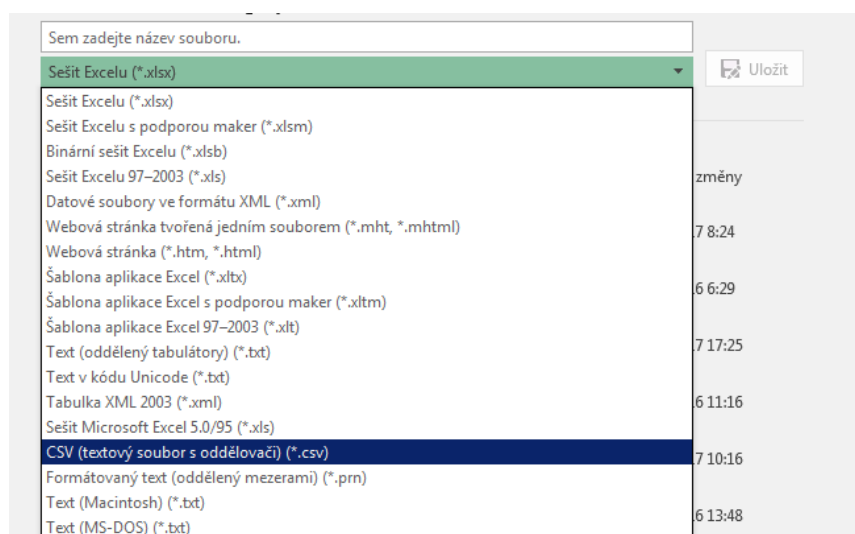 Sem zadejte název souboru.
Sešit Excelu (*.xlsx)
Uložit
Sešit Excelu (*.xlsx)
Sešit Excelu s podporou maker (*.xlsm)
Binární sešit Excelu (*.xlsb)
Sešit Excelu 97–2003 (*.xls)
změny
Datové soubory ve formátu XML (*.xml)
Webová stránka tvořená jedním souborem (*.mht, *.mhtml)
7 8:24
Webová stránka (*.htm, *.html)
Šablona aplikace Excel (*.xltx)
6 6:29
Šablona aplikace Excel s podporou maker (*.xltm)
Šablona aplikace Excel 97–2003 (*.xlt)
Text (oddělený tabulátory) (*.txt)
7 17:25
Text v kódu Unicode (*.txt)
Tabulka XML 2003 (*.xml)
6 11:16
Sešit Microsoft Excel 5.0/95 (*.xls)
CSV (textový soubor s oddělovači) (*.csv)
7 10:16
Formátovaný text (oddělený mezerami) (*.prn)
Text (Macintosh) (*.txt)
6 13:48
Text (MS-DOS) (*.txt)